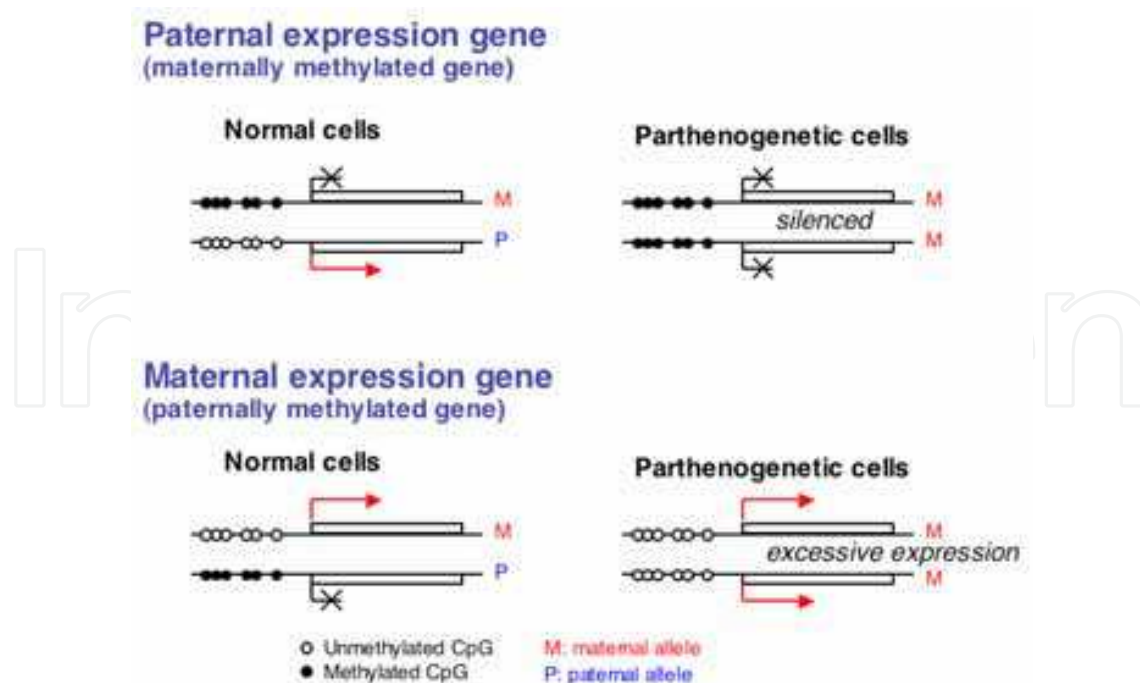 Paternal expression gene
(maternally methylated gene)
Normal cells
Parthenogenetic cells
M
P
M
silenced
M
Maternal expression gene
(paternally methylated gene)
Normal cells
Parthenogenetic cells
M
P
M
excessive expression
M
Unmethylated CpG
M: maternal allele
Methylated CpG
P: paternal allele